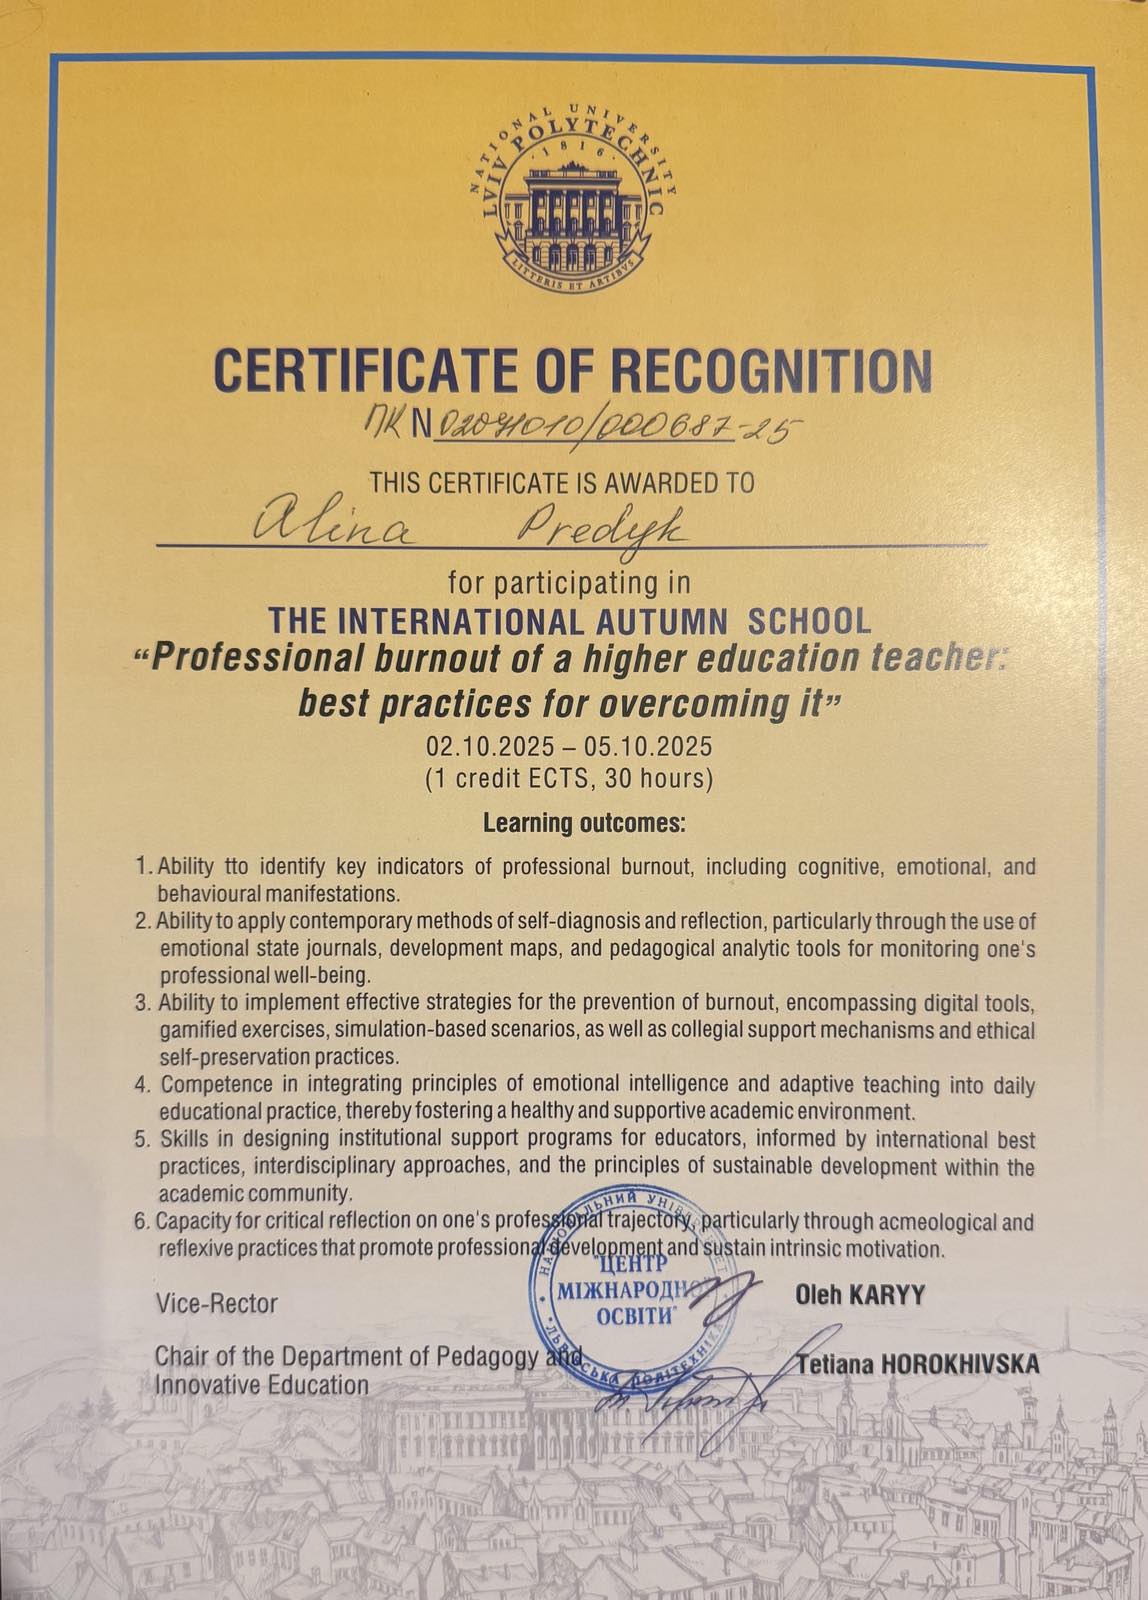 NATIONAL UNIVERSITY
LVIV POLYTECHNIC
· 1 8 1 6 ·
LITTERIS ET ARTIBVS
CERTIFICATE OF RECOGNITION
ПК N 02071010/000687-25
THIS CERTIFICATE IS AWARDED TO
Alina Predyk
for participating in
THE INTERNATIONAL AUTUMN SCHOOL
“Professional burnout of a higher education teacher:
best practices for overcoming it”
02.10.2025 – 05.10.2025
(1 credit ECTS, 30 hours)
Learning outcomes:
1. Ability tto identify key indicators of professional burnout, including cognitive, emotional, and
behavioural manifestations.
2. Ability to apply contemporary methods of self-diagnosis and reflection, particularly through the use of
emotional state journals, development maps, and pedagogical analytic tools for monitoring one's
professional well-being.
3. Ability to implement effective strategies for the prevention of burnout, encompassing digital tools,
gamified exercises, simulation-based scenarios, as well as collegial support mechanisms and ethical
self-preservation practices.
4. Competence in integrating principles of emotional intelligence and adaptive teaching into daily
educational practice, thereby fostering a healthy and supportive academic environment.
5. Skills in designing institutional support programs for educators, informed by international best
practices, interdisciplinary approaches, and the principles of sustainable development within the
academic community.
6. Capacity for critical reflection on one's professional trajectory, particularly through acmeological and
reflexive practices that promote professional development and sustain intrinsic motivation.
НАЦІОНАЛЬНИЙ УНІВЕРСИТЕТ
"ЛЬВІВСЬКА ПОЛІТЕХНІКА"
"ЦЕНТР
МІЖНАРОДНОЇ
ОСВІТИ"
Vice-Rector
Oleh KARYY
Chair of the Department of Pedagogy and
Innovative Education
Tetiana HOROKHIVSKA